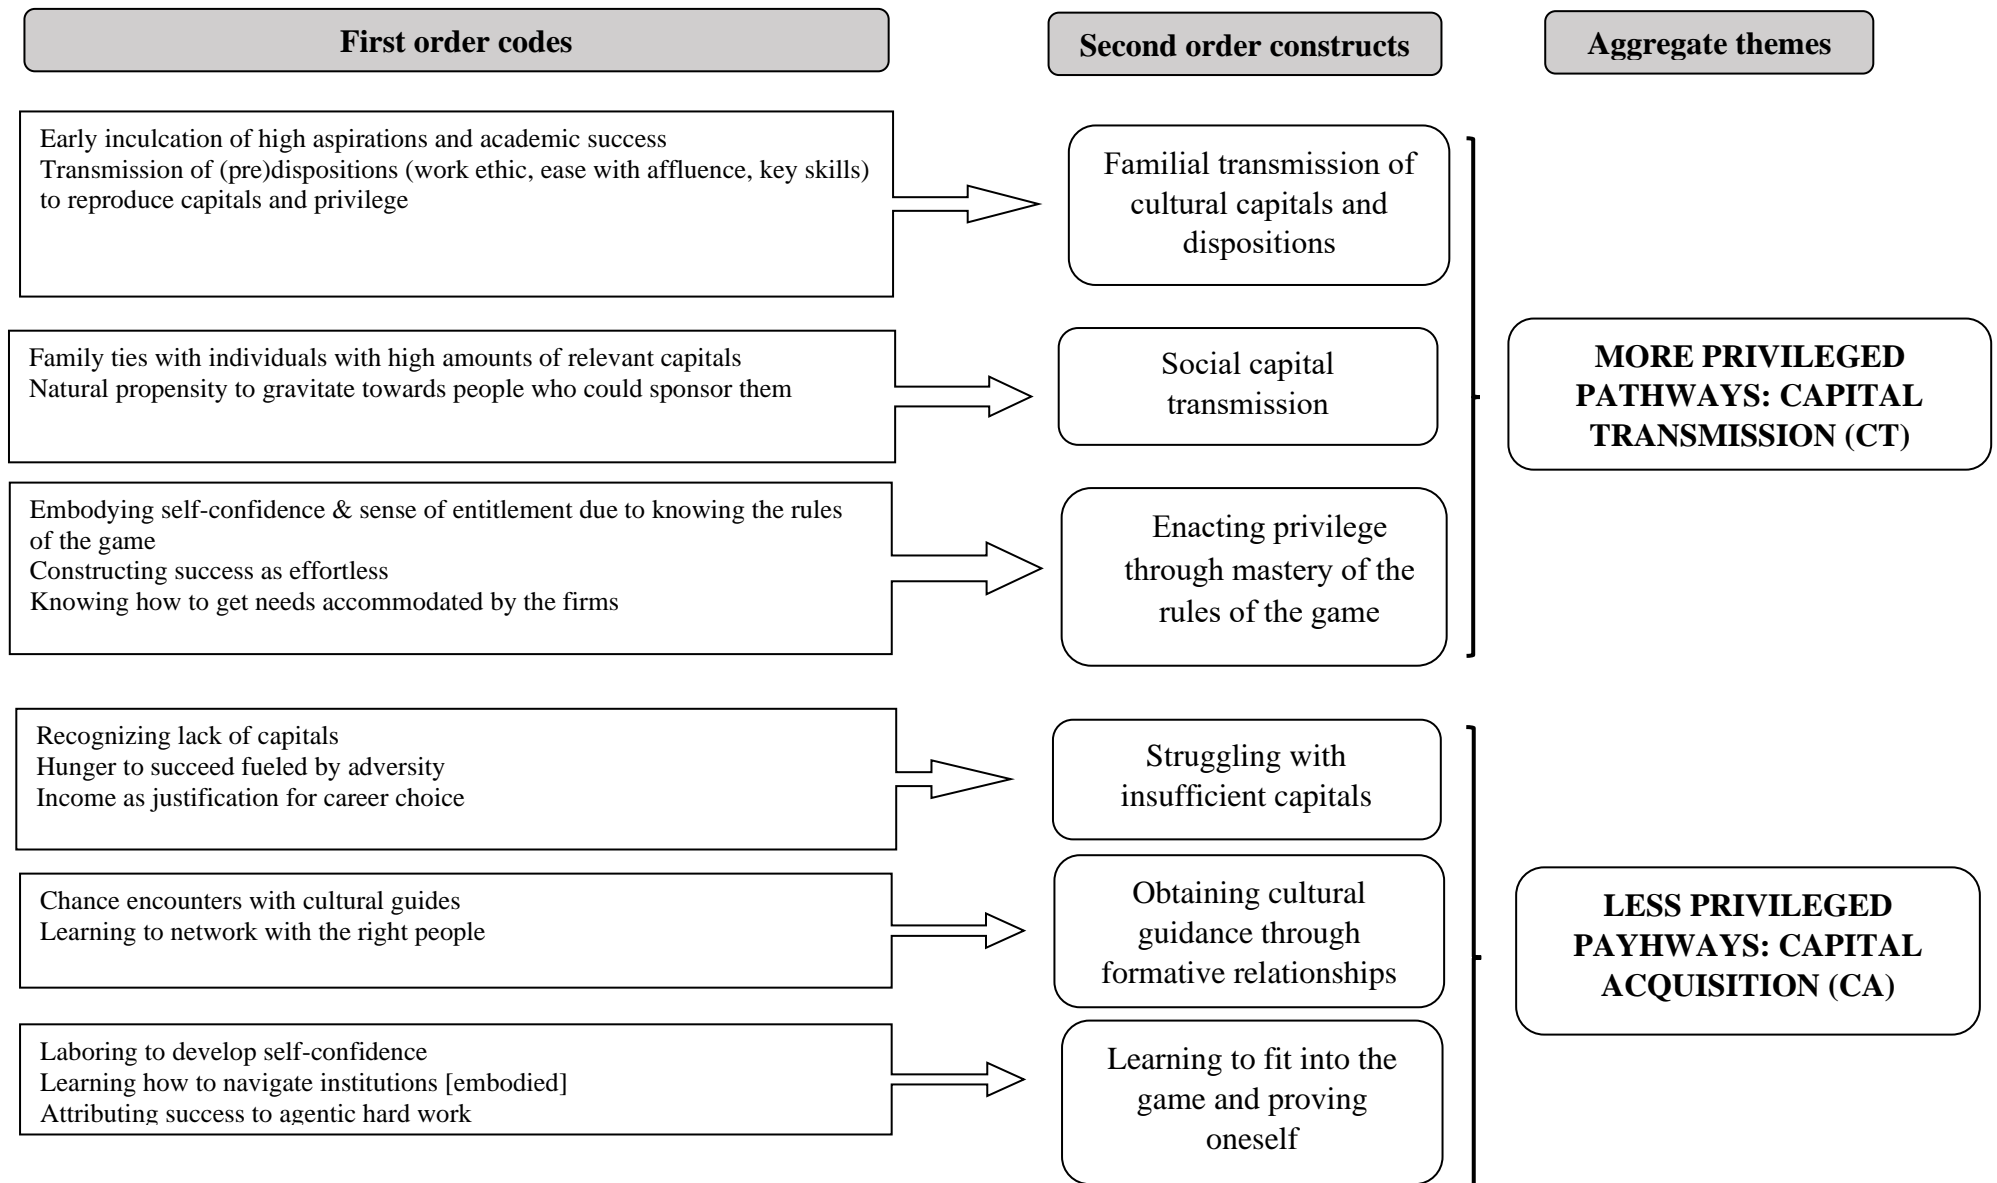 First order codes
Second order constructs
Aggregate themes
Early inculcation of high aspirations and academic success
Transmission of (pre)dispositions (work ethic, ease with affluence, key skills)
to reproduce capitals and privilege
Familial transmission of
cultural capitals and
dispositions
Family ties with individuals with high amounts of relevant capitals
Natural propensity to gravitate towards people who could sponsor them
Social capital
transmission
Embodying self-confidence & sense of entitlement due to knowing the rules
of the game
Constructing success as effortless
Knowing how to get needs accommodated by the firms
Enacting privilege
through mastery of the
rules of the game
MORE PRIVILEGED
PATHWAYS: CAPITAL
TRANSMISSION (CT)
Recognizing lack of capitals
Hunger to succeed fueled by adversity
Income as justification for career choice
Struggling with
insufficient capitals
Chance encounters with cultural guides
Learning to network with the right people
Obtaining cultural
guidance through
formative relationships
Laboring to develop self-confidence
Learning how to navigate institutions [embodied]
Attributing success to agentic hard work
Learning to fit into the
game and proving
oneself
LESS PRIVILEGED
PAYHWAYS: CAPITAL
ACQUISITION (CA)